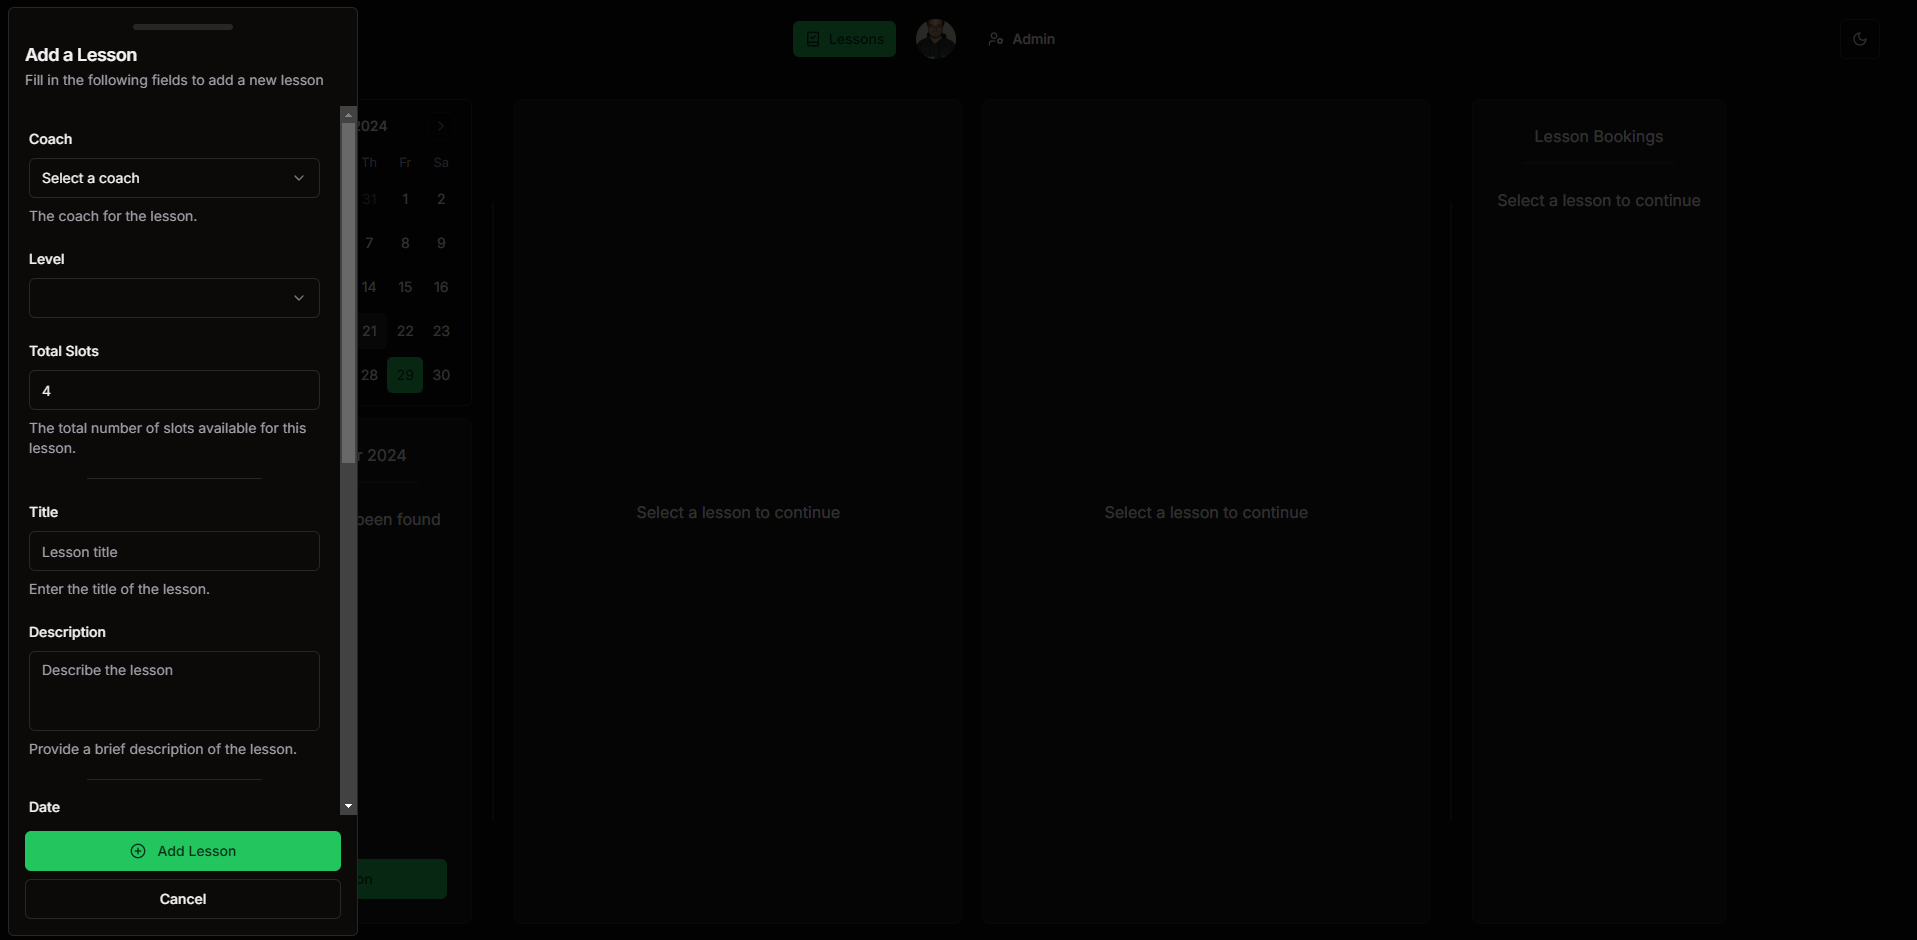 Add a Lesson
Fill in the following fields to add a new lesson
Coach
Select a coach
The coach for the lesson.
Level
Total Slots
4
The total number of slots available for this
lesson.
Title
Lesson title
Enter the title of the lesson.
Description
Describe the lesson
Provide a brief description of the lesson.
Date
Add Lesson
Cancel
Lessons
Admin
2024
Th Fr Sa
31 1 2
7 8 9
14 15 16
21 22 23
28 29 30
r 2024
been found
on
Select a lesson to continue
Select a lesson to continue
Lesson Bookings
Select a lesson to continue